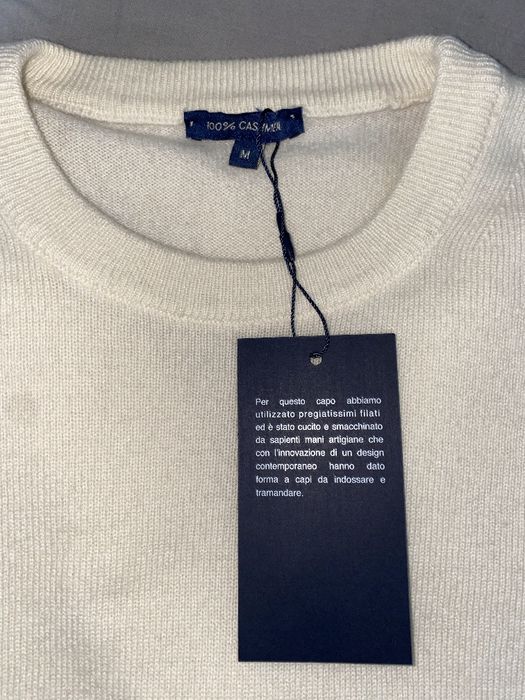 100% CASHMERE
M
Per questo capo abbiamo
utilizzato pregiatissimi filati
ed è stato cucito e smacchinato
da sapienti mani artigiane che
con l'innovazione di un design
contemporaneo hanno dato
forma a capi da indossare e
tramandare.